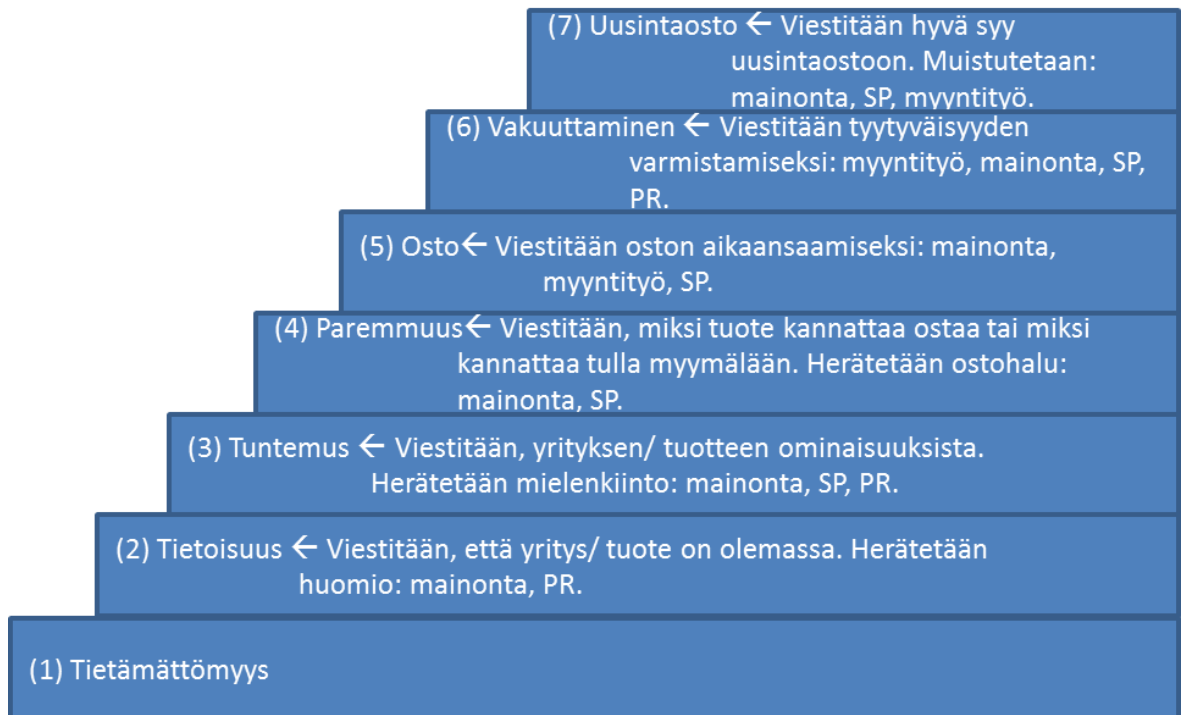 (7) Uusintaosto ← Viestitään hyvä syy
uusintaostoon. Muistutetaan:
mainonta, SP, myyntityö.
(6) Vakuuttaminen ← Viestitään tyytyväisyyden
varmistamiseksi: myyntityö, mainonta, SP,
PR.
(5) Osto← Viestitään oston aikaansaamiseksi: mainonta,
myyntityö, SP.
(4) Paremmuus← Viestitään, miksi tuote kannattaa ostaa tai miksi
kannattaa tulla myymälään. Herätetään ostohalu:
mainonta, SP.
(3) Tuntemus ← Viestitään, yrityksen/ tuotteen ominaisuuksista.
Herätetään mielenkiinto: mainonta, SP, PR.
(2) Tietoisuus ← Viestitään, että yritys/ tuote on olemassa. Herätetään
huomio: mainonta, PR.
(1) Tietämättömyys